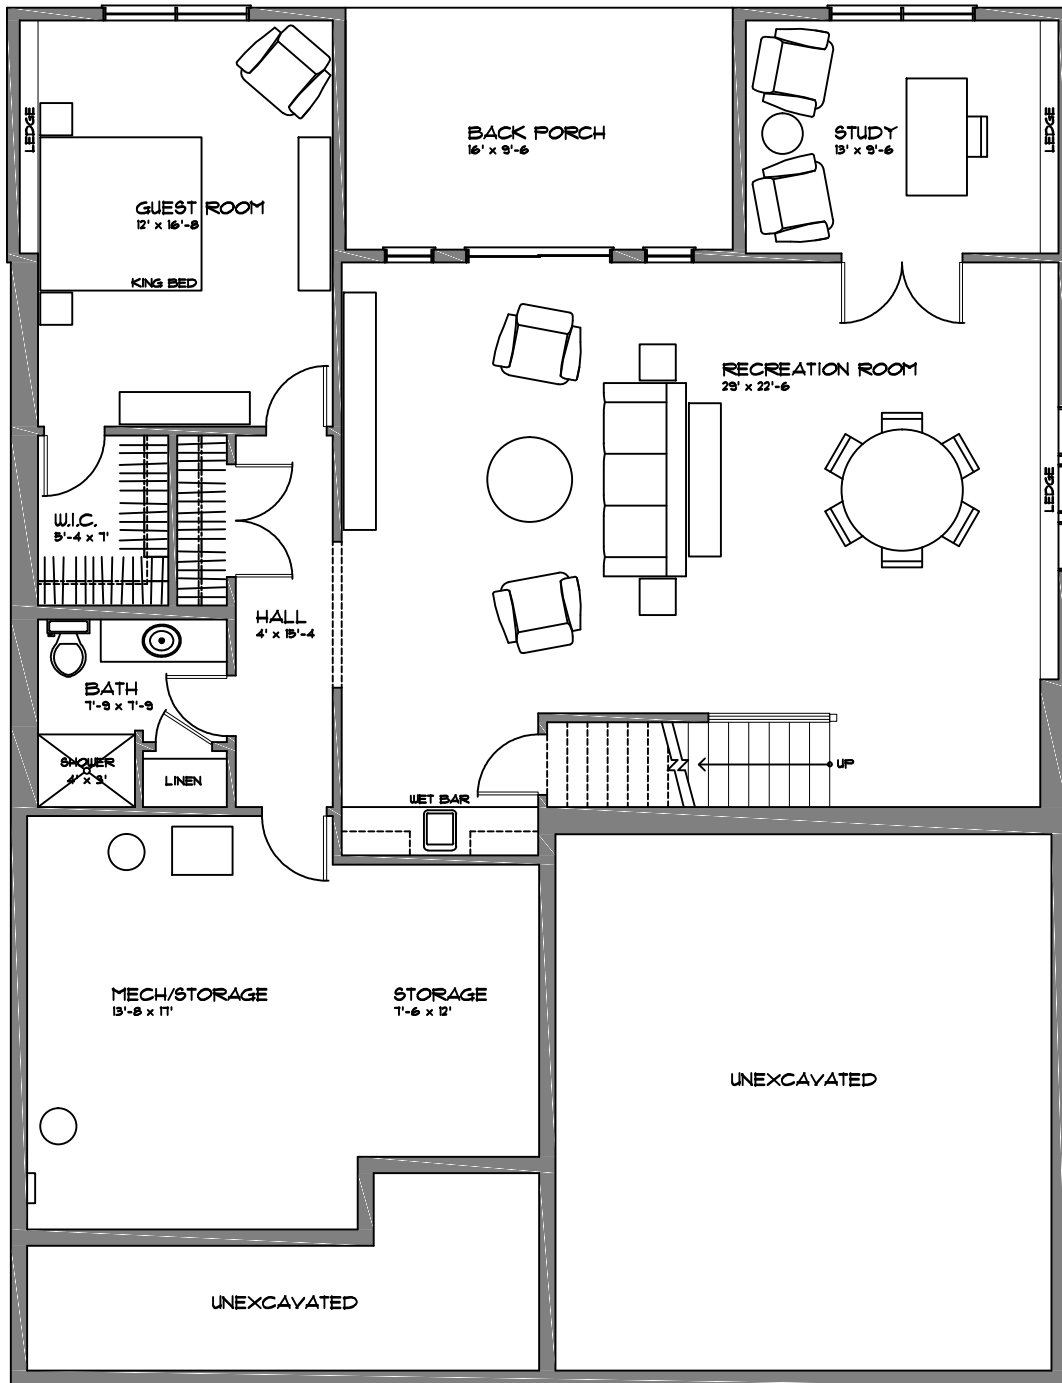 LEDGE
BACK PORCH
16' x 9'-6
STUDY
13' x 9'-6
LEDGE
GUEST ROOM
12' x 16'-8
KING BED
RECREATION ROOM
29' x 22'-6
LEDGE
W.I.C.
5'-4 x 7'
HALL
4' x 15'-4
BATH
7'-9 x 7'-9
SHOWER
4' x 3'
LINEN
UP
WET BAR
MECH/STORAGE
13'-8 x 17'
STORAGE
7'-6 x 12'
UNEXCAVATED
UNEXCAVATED